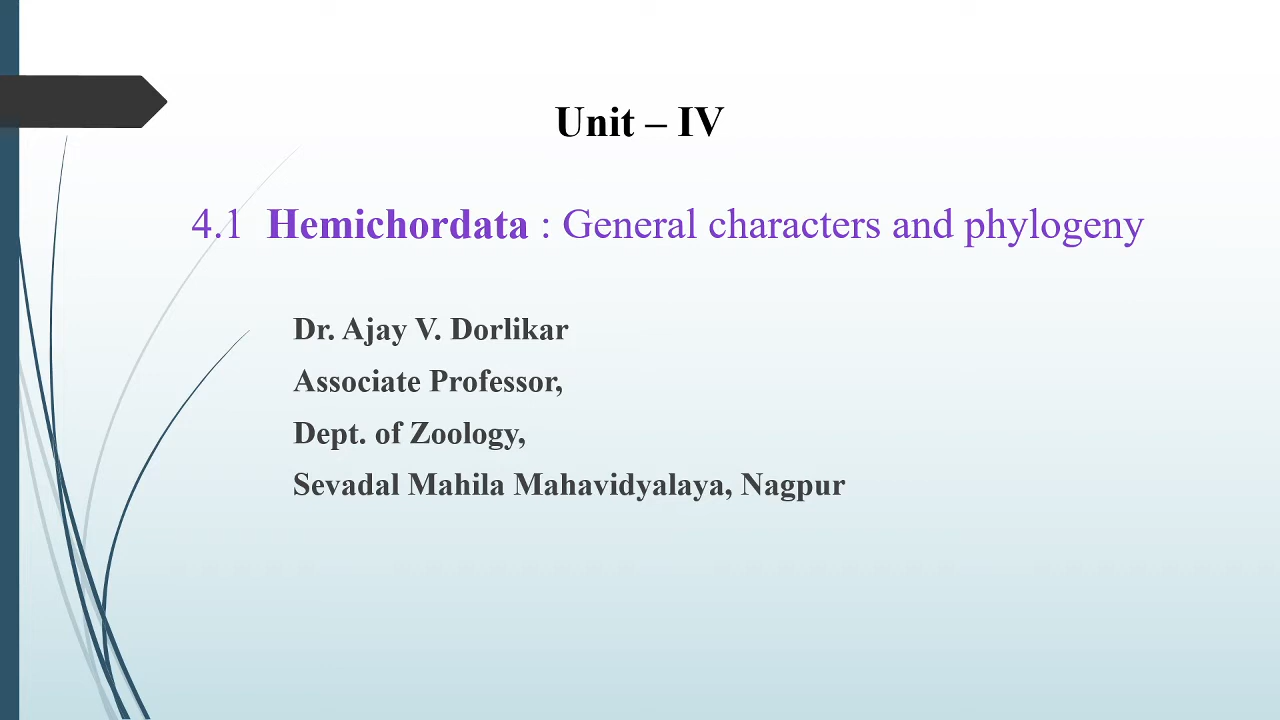 Unit – IV
4.1 Hemichordata : General characters and phylogeny
Dr. Ajay V. Dorlikar
Associate Professor,
Dept. of Zoology,
Sevadal Mahila Mahavidyalaya, Nagpur